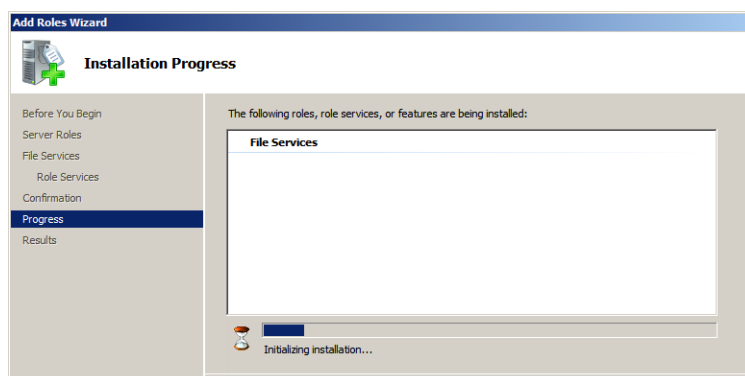 Add Roles Wizard
Installation Progress
Before You Begin
Server Roles
File Services
Role Services
Confirmation
Progress
Results
The following roles, role services, or features are being installed:
File Services
Initializing installation...